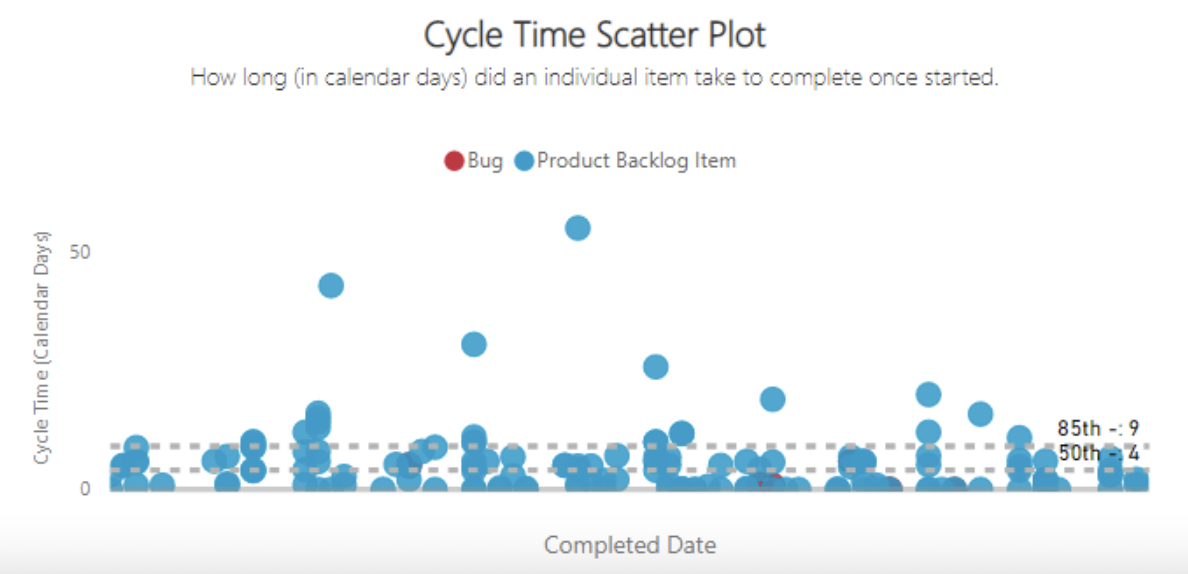 Cycle Time Scatter Plot
How long (in calendar days) did an individual item take to complete once started.
Bug Product Backlog Item
Cycle Time (Calendar Days)
50
85th -: 9
50th -: 4
0
Completed Date